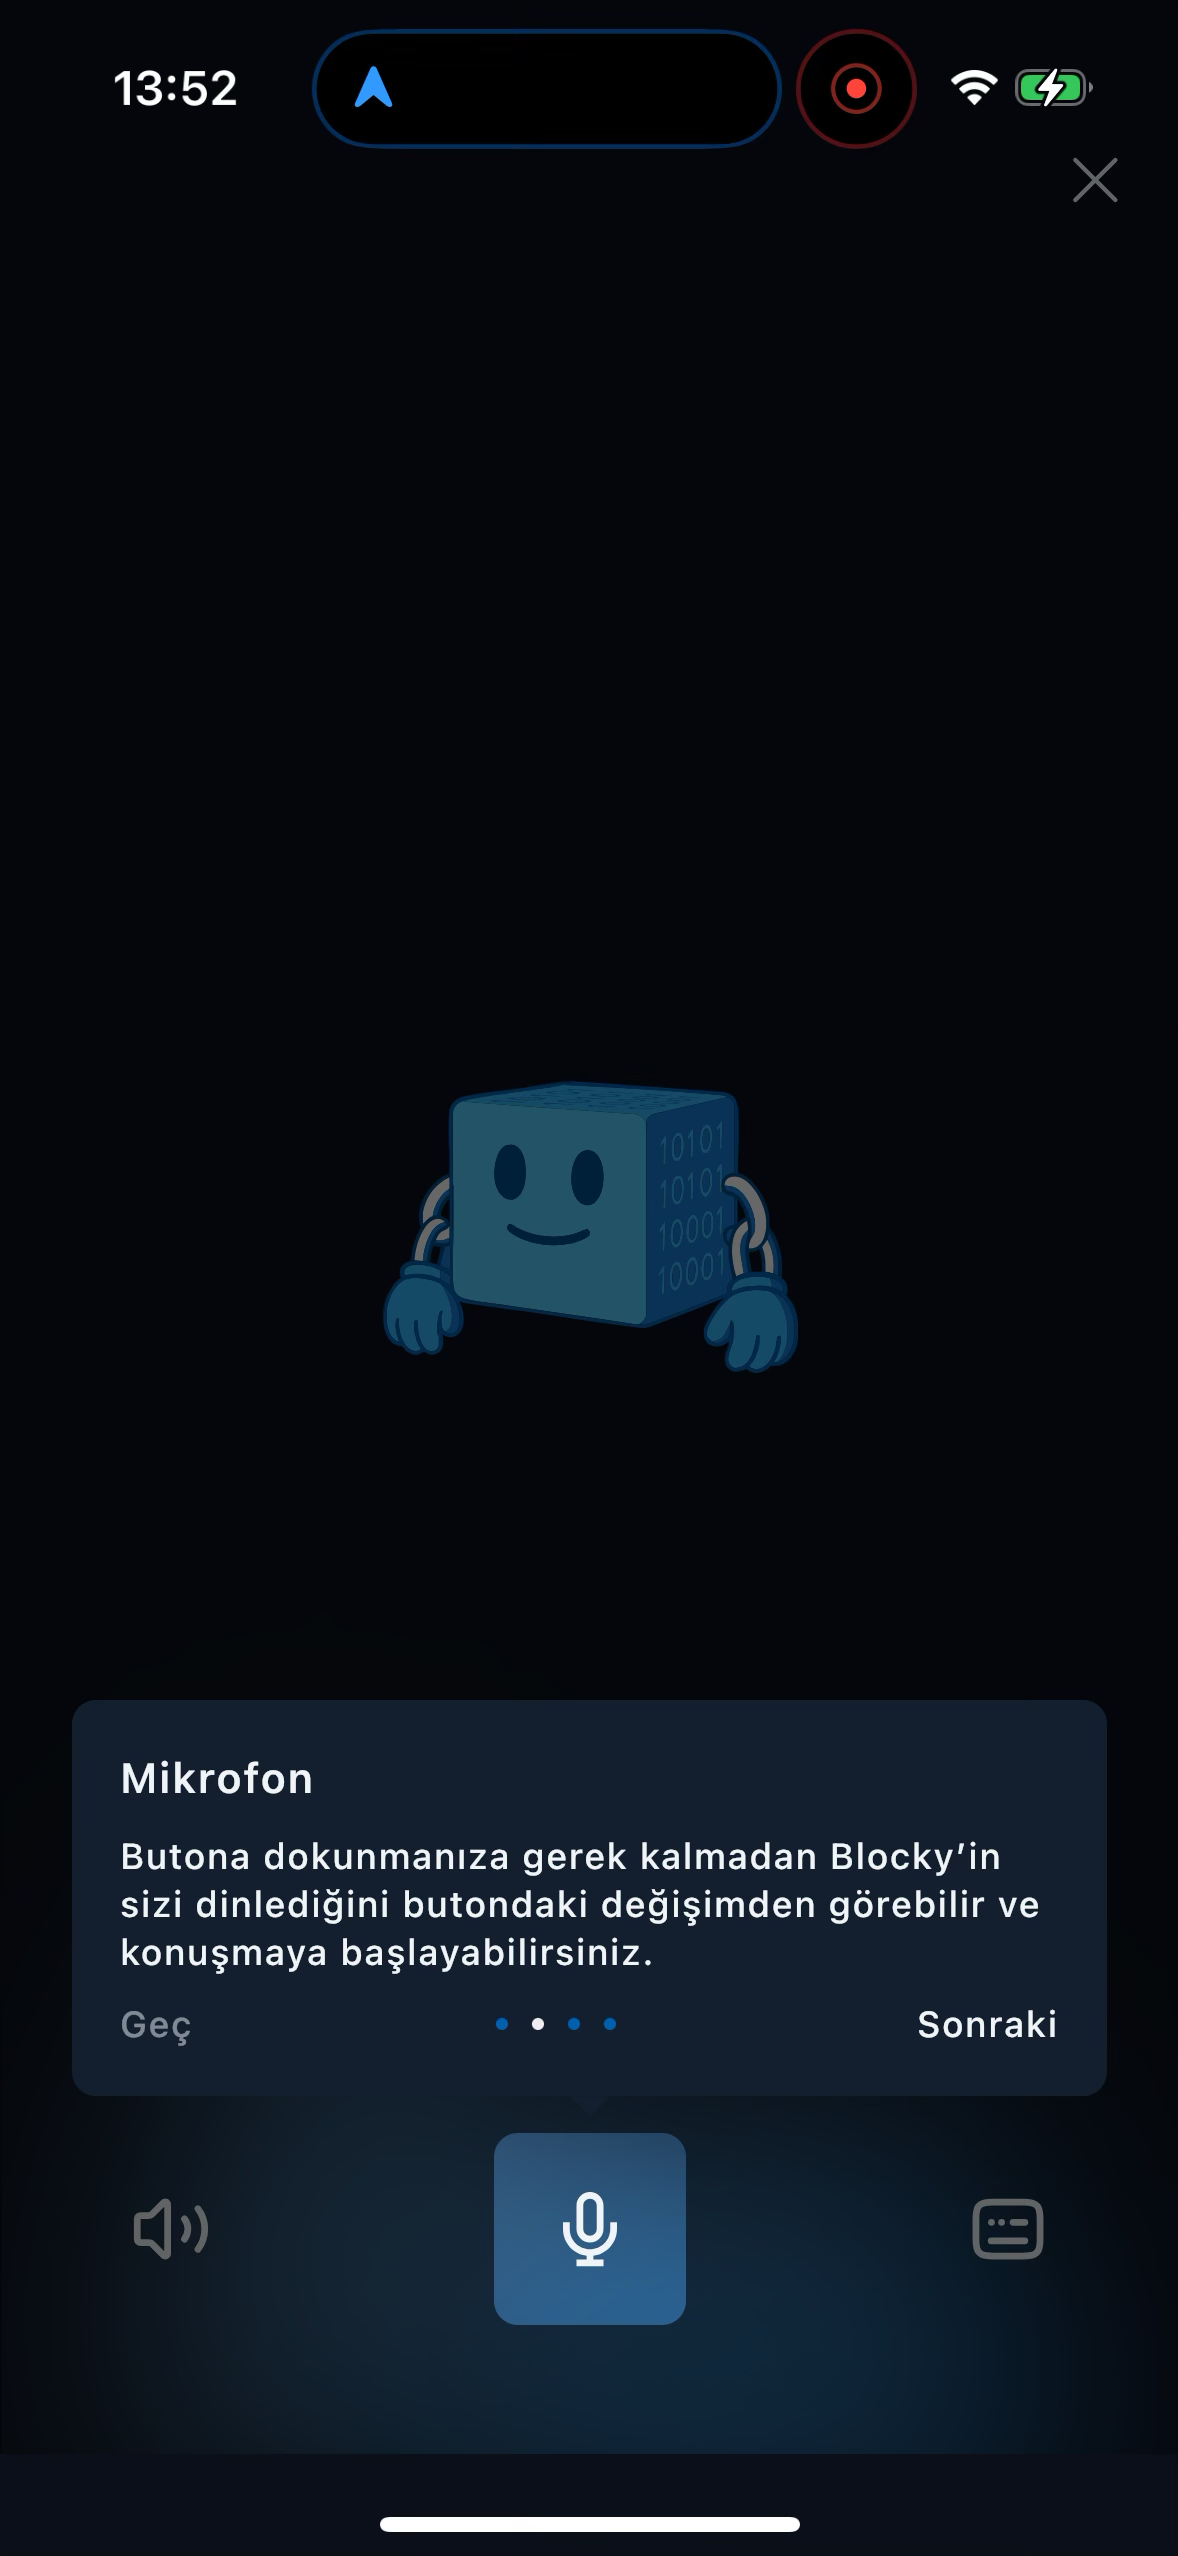 13:52
10101
10101
10001
10001
Mikrofon
Butona dokunmanıza gerek kalmadan Blocky’in
sizi dinlediğini butondaki değişimden görebilir ve
konuşmaya başlayabilirsiniz.
Geç
Sonraki